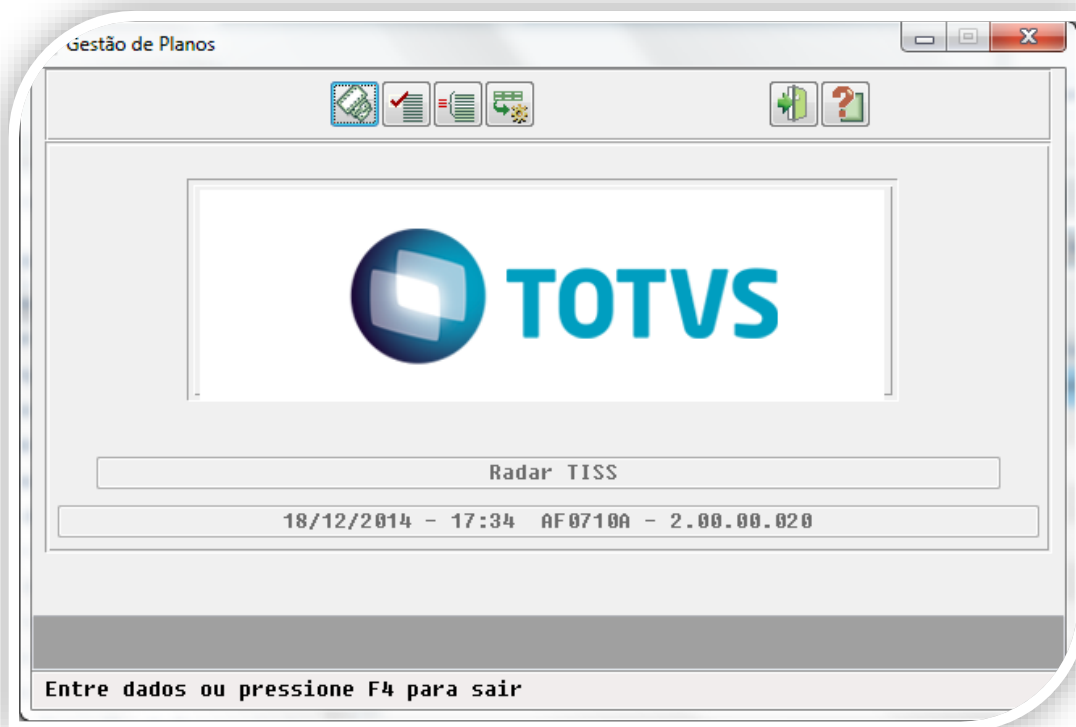 Gestão de Planos
TOTVS
Radar TISS
18/12/2014 - 17:34 AF0710A - 2.00.00.020
Entre dados ou pressione F4 para sair